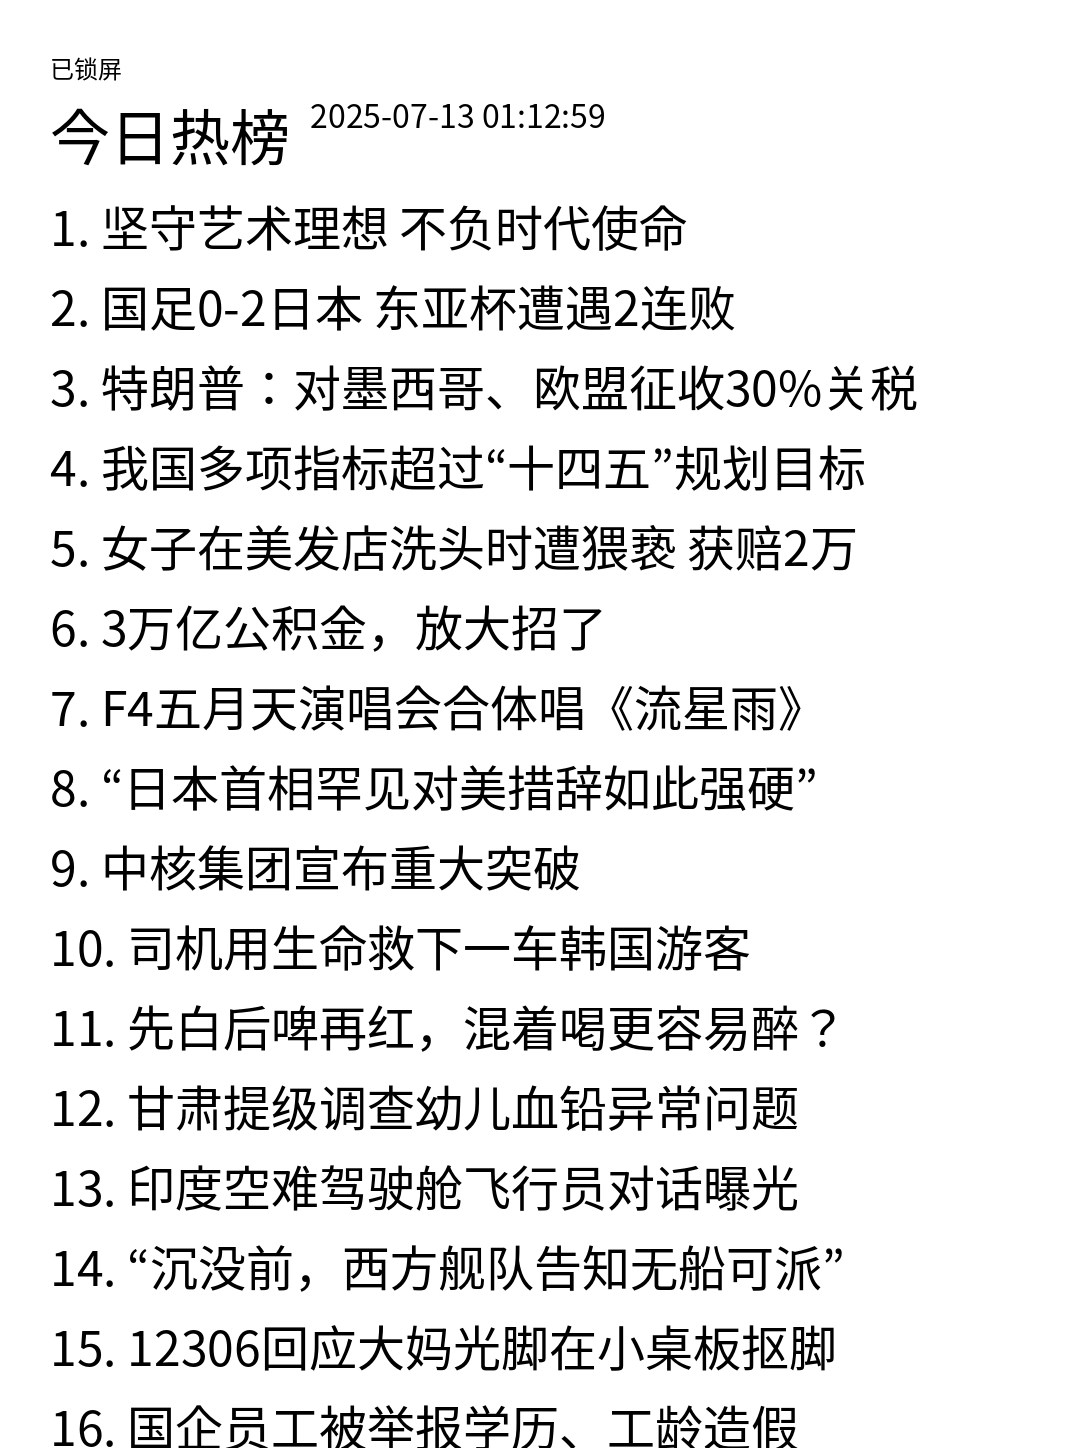 已锁屏
今日热榜 2025-07-13 01:12:59
1. 坚守艺术理想 不负时代使命
2. 国足0-2日本 东亚杯遭遇2连败
3. 特朗普：对墨西哥、欧盟征收30%关税
4. 我国多项指标超过“十四五”规划目标
5. 女子在美发店洗头时遭猥亵 获赔2万
6. 3万亿公积金，放大招了
7. F4五月天演唱会合体唱《流星雨》
8. “日本首相罕见对美措辞如此强硬”
9. 中核集团宣布重大突破
10. 司机用生命救下一车韩国游客
11. 先白后啤再红，混着喝更容易醉？
12. 甘肃提级调查幼儿血铅异常问题
13. 印度空难驾驶舱飞行员对话曝光
14. “沉没前，西方舰队告知无船可派”
15. 12306回应大妈光脚在小桌板抠脚
16. 国企员工被举报学历、工龄造假